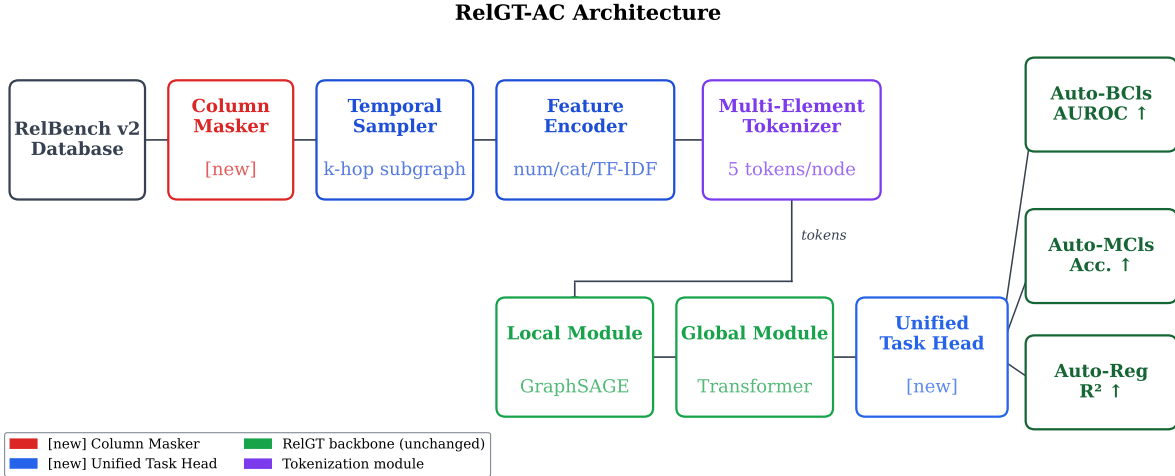 RelGT-AC Architecture
RelBench v2
Database
Column
Masker
[new]
Temporal
Sampler
k-hop subgraph
Feature
Encoder
num/cat/TF-IDF
Multi-Element
Tokenizer
5 tokens/node
tokens
Local Module
GraphSAGE
Global Module
Transformer
Unified
Task Head
[new]
Auto-BCls
AUROC ↑
Auto-MCls
Acc. ↑
Auto-Reg
R² ↑
[new] Column Masker
[new] Unified Task Head
RelGT backbone (unchanged)
Tokenization module